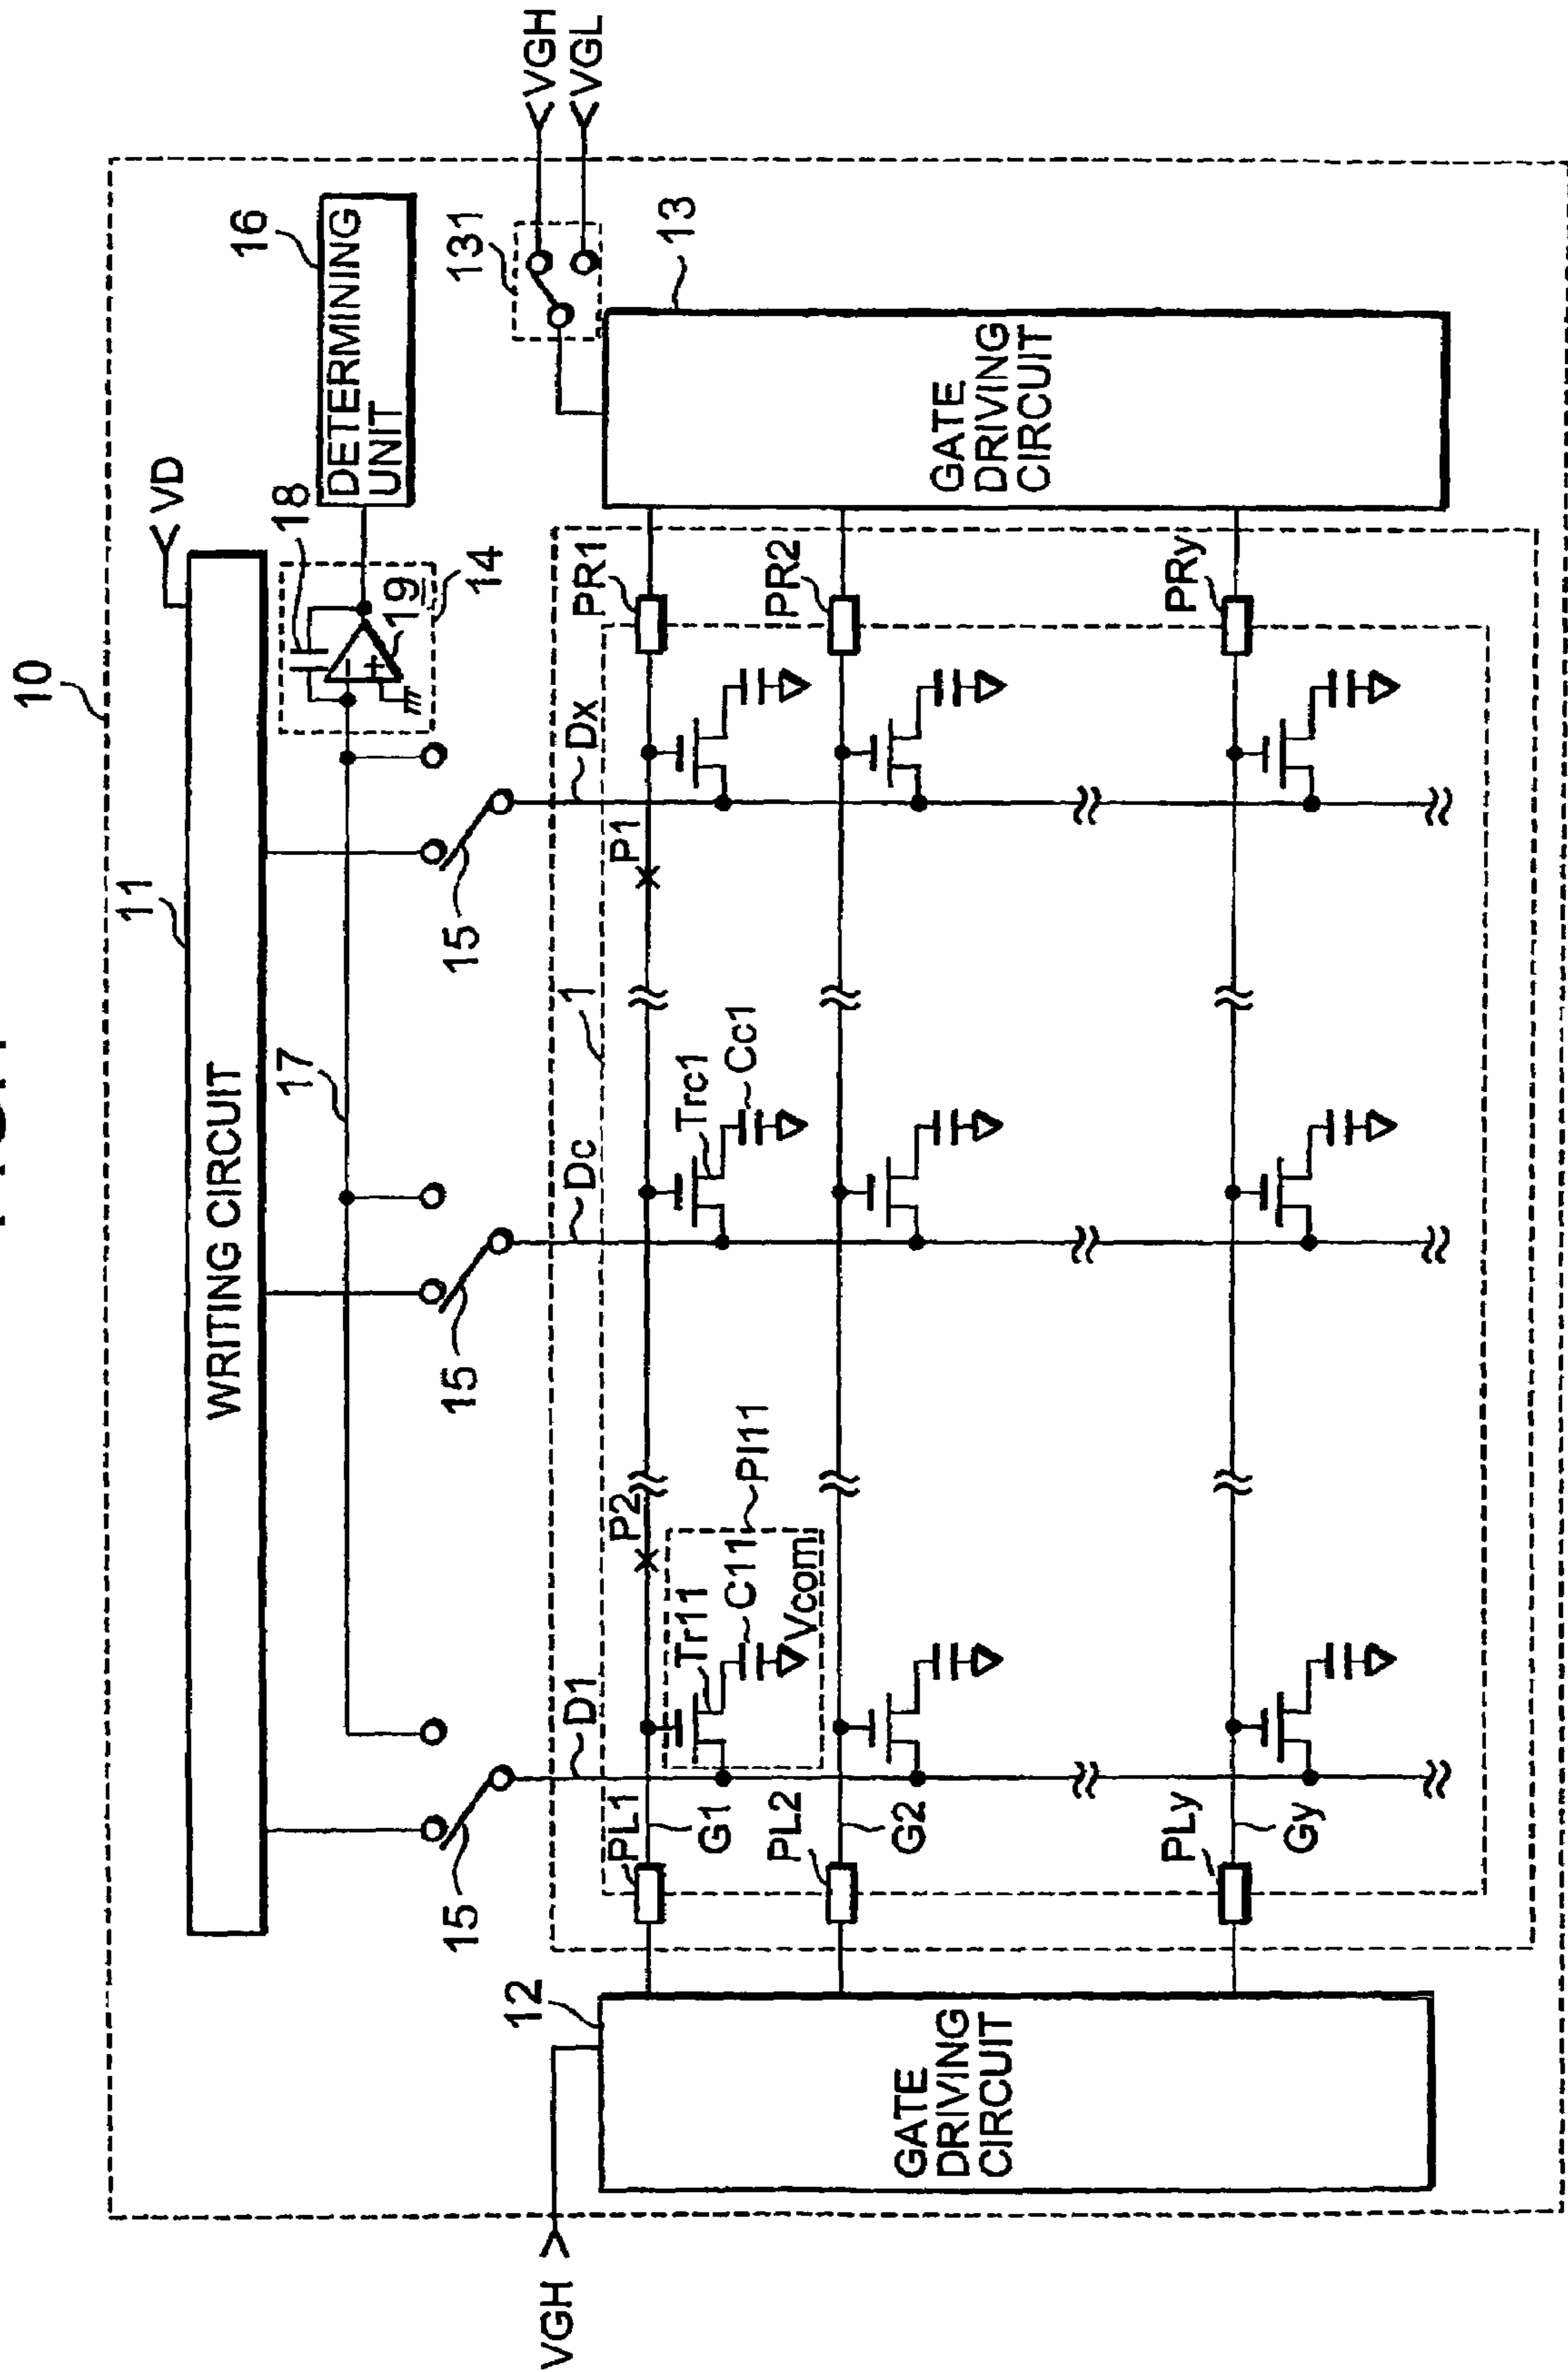 10
11
WRITING CIRCUIT
VD
16
DETERMINING
UNIT
17
18
19
14
15
15
15
131
VGH
VGL
12
VGH
GATE
DRIVING
CIRCUIT
13
GATE
DRIVING
CIRCUIT
D1
Dc
1
Dx
PL1
G1
P2
P1
PR1
Tr11
C11
PI11
Vcom
Trc1
Cc1
PL2
G2
PR2
PLy
Gy
PRy